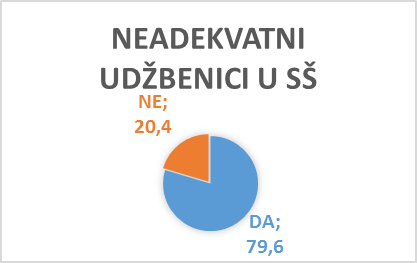 NEADEKVATNI
UDŽBENICI U SŠ
NE;
20,4
DA;
79,6